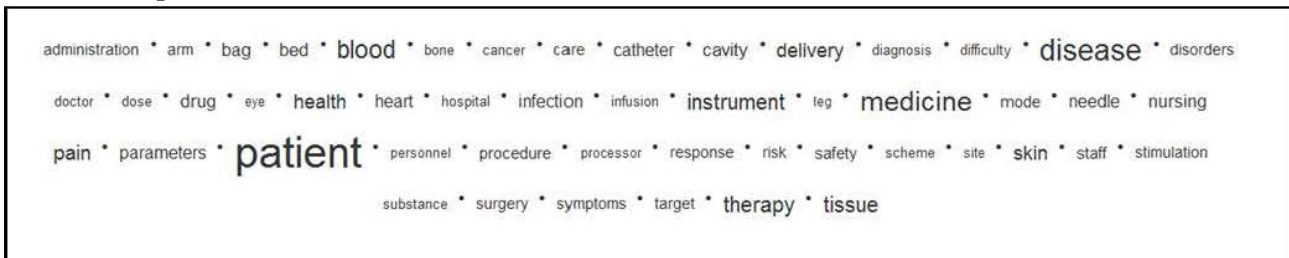 administration • arm • bag • bed • blood • bone • cancer • care • catheter • cavity • delivery • diagnosis • difficulty • disease • disorders
doctor • dose • drug • eye • health • heart • hospital • infection • infusion • instrument • leg • medicine • mode • needle • nursing
pain • parameters • patient • personnel • procedure • processor • response • risk • safety • scheme • site • skin • staff • stimulation
substance • surgery • symptoms • target • therapy • tissue